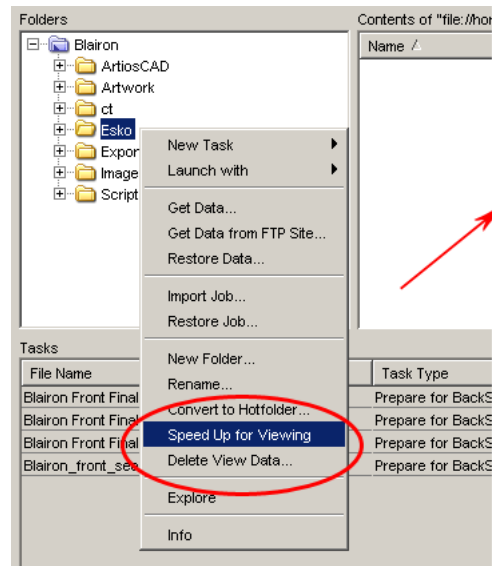 Folders
Contents of "file://hor
Blairon
Name
ArtiosCAD
Artwork
ct
Esko
Expor
Image
Script
New Task
Launch with
Get Data...
Get Data from FTP Site...
Restore Data...
Import Job...
Restore Job...
New Folder...
Rename...
Convert to Hotfolder...
Speed Up for Viewing
Delete View Data...
Explore
Info
Tasks
File Name
Task Type
Blairon Front Final
Prepare for BackS
Blairon Front Final
Prepare for BackS
Blairon Front Final
Prepare for BackS
Blairon_front_sea
Prepare for BackS